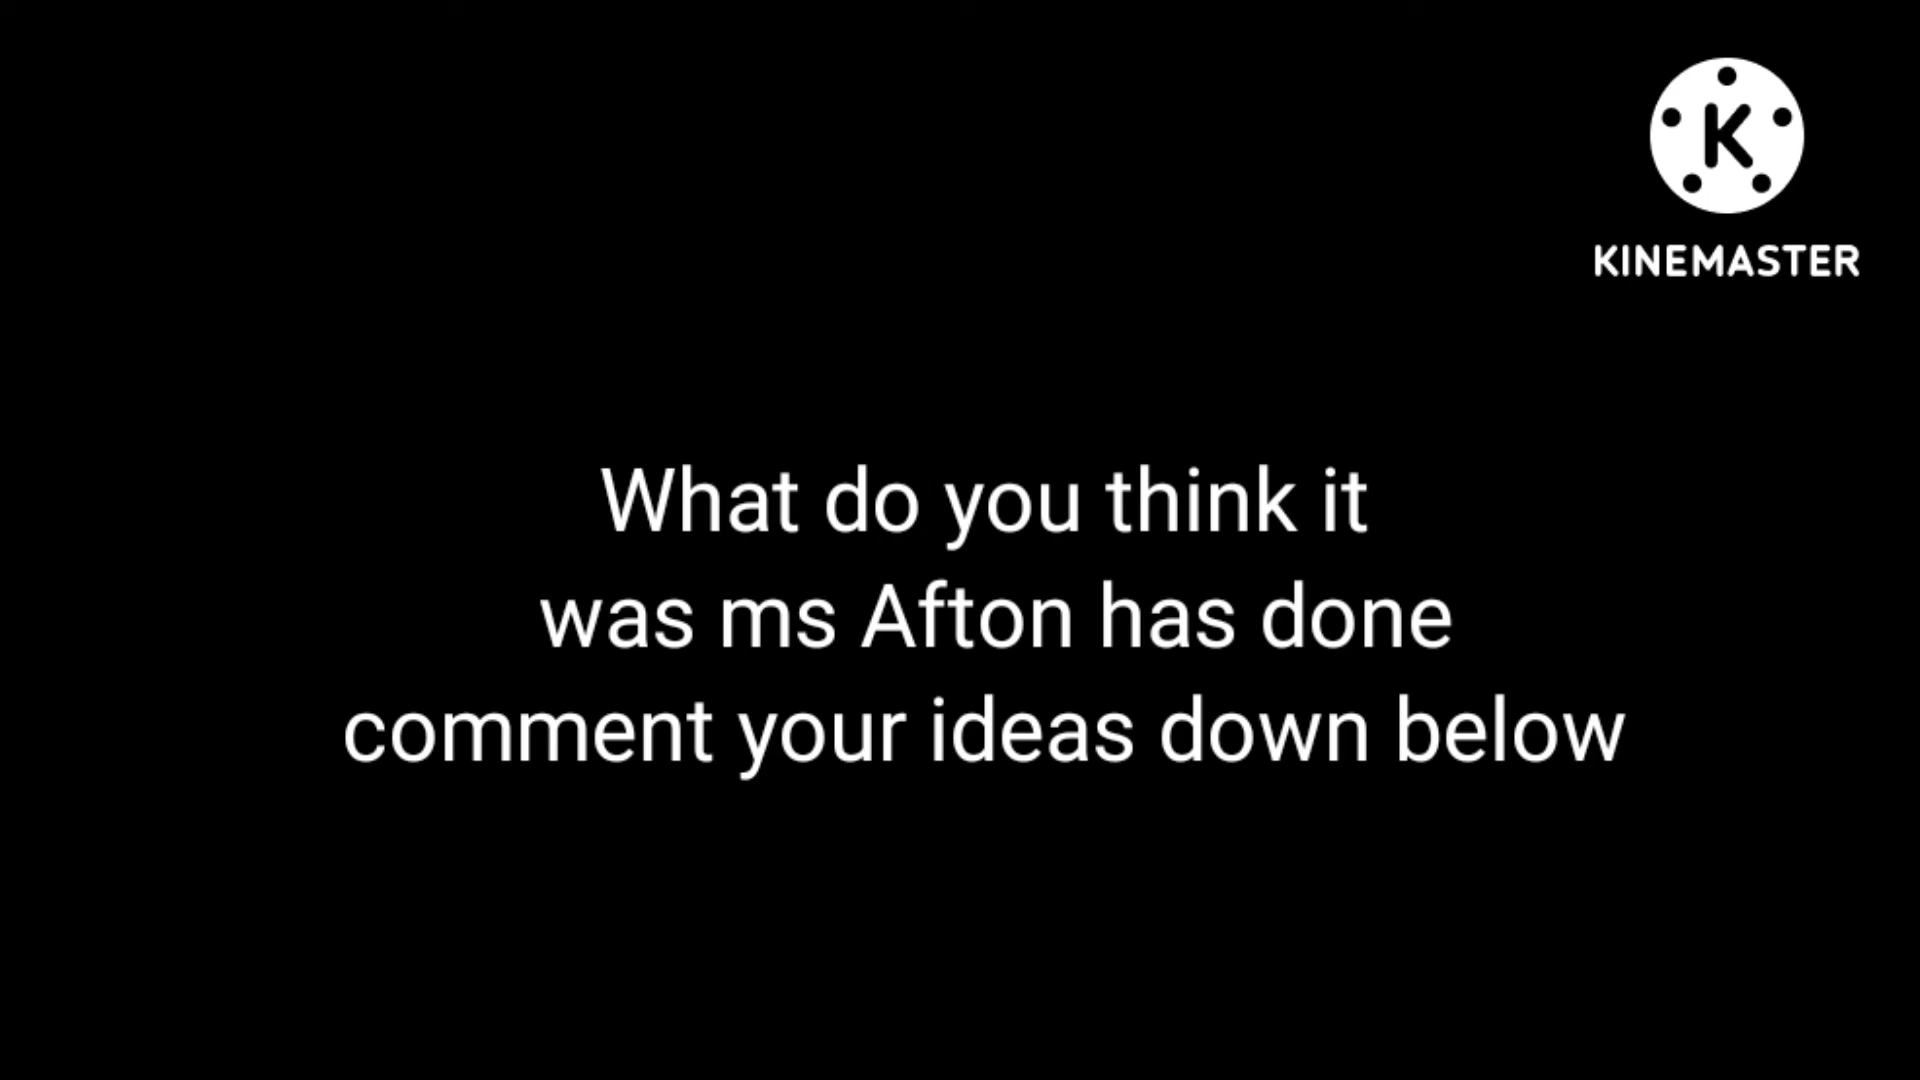 K
KINEMASTER
What do you think it
was ms Afton has done
comment your ideas down below